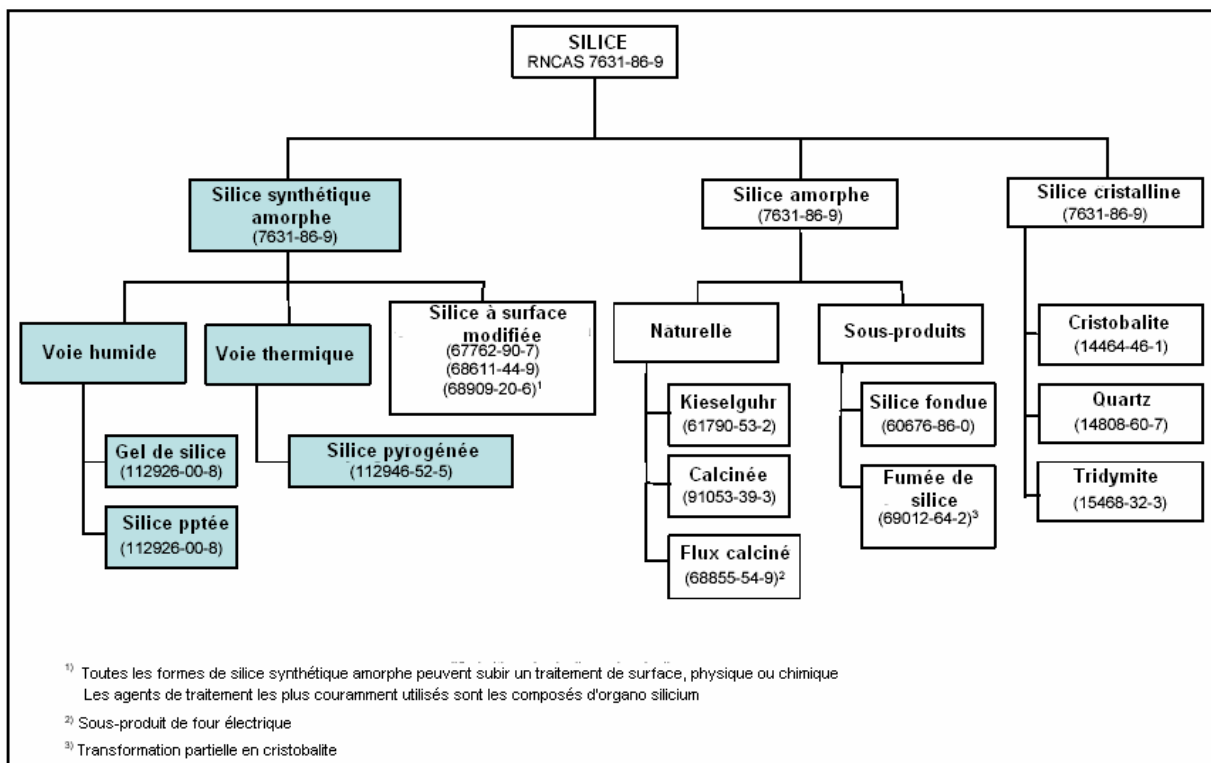 SILICE
RNCAS 7631-86-9
Silice synthétique
amorphe
(7631-86-9)
Silice amorphe
(7631-86-9)
Silice cristalline
(7631-86-9)
Voie humide
Voie thermique
Silice à surface
modifiée
(67762-90-7)
(68611-44-9)
(68909-20-6)¹
Naturelle
Sous-produits
Cristobalite
(14464-46-1)
Gel de silice
(112926-00-8)
Silice pptée
(112926-00-8)
Silice pyrogénée
(112946-52-5)
Kieselguhr
(61790-53-2)
Calcinée
(91053-39-3)
Flux calciné
(68855-54-9)²
Silice fondue
(60676-86-0)
Fumée de
silice
(69012-64-2)³
Quartz
(14808-60-7)
Tridymite
(15468-32-3)
¹⁾ Toutes les formes de silice synthétique amorphe peuvent subir un traitement de surface, physique ou chimique
Les agents de traitement les plus couramment utilisés sont les composés d'organo silicium
²⁾ Sous-produit de four électrique
³⁾ Transformation partielle en cristobalite